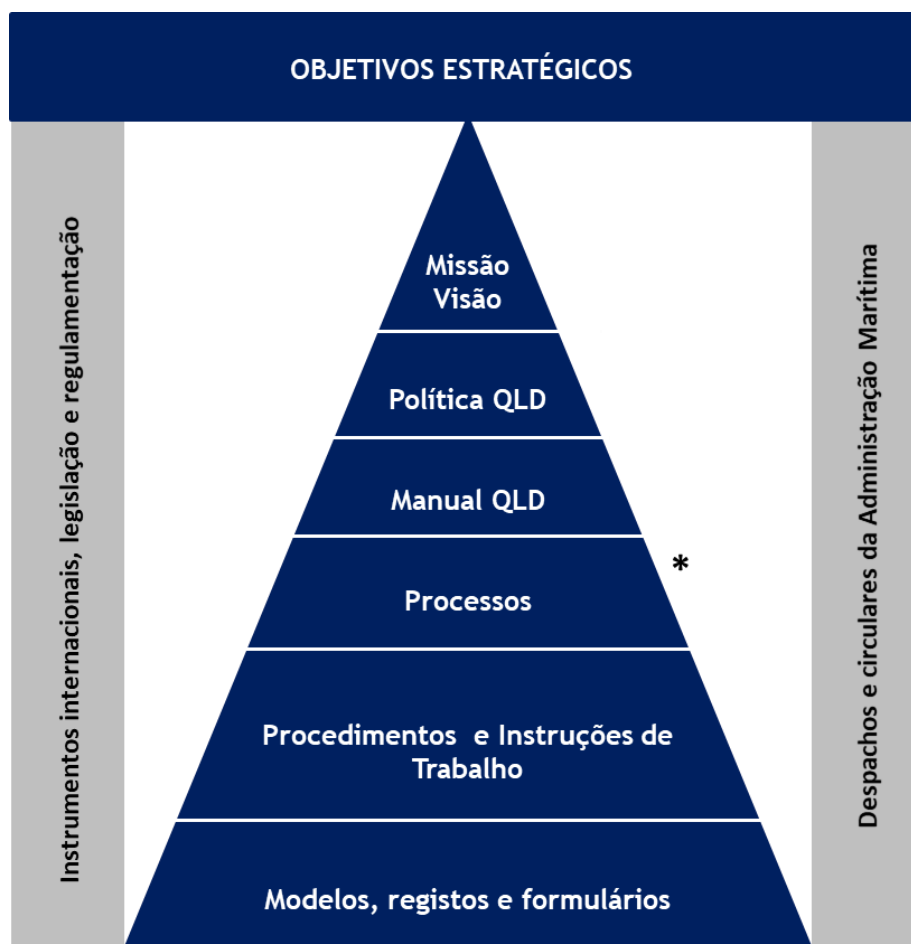 OBJETIVOS ESTRATÉGICOS
Instrumentos internacionais, legislação e regulamentação
Missão
Visão
Política QLD
Manual QLD
*
Processos
Procedimentos e Instruções de
Trabalho
Modelos, registos e formulários
Despachos e circulares da Administração Marítima